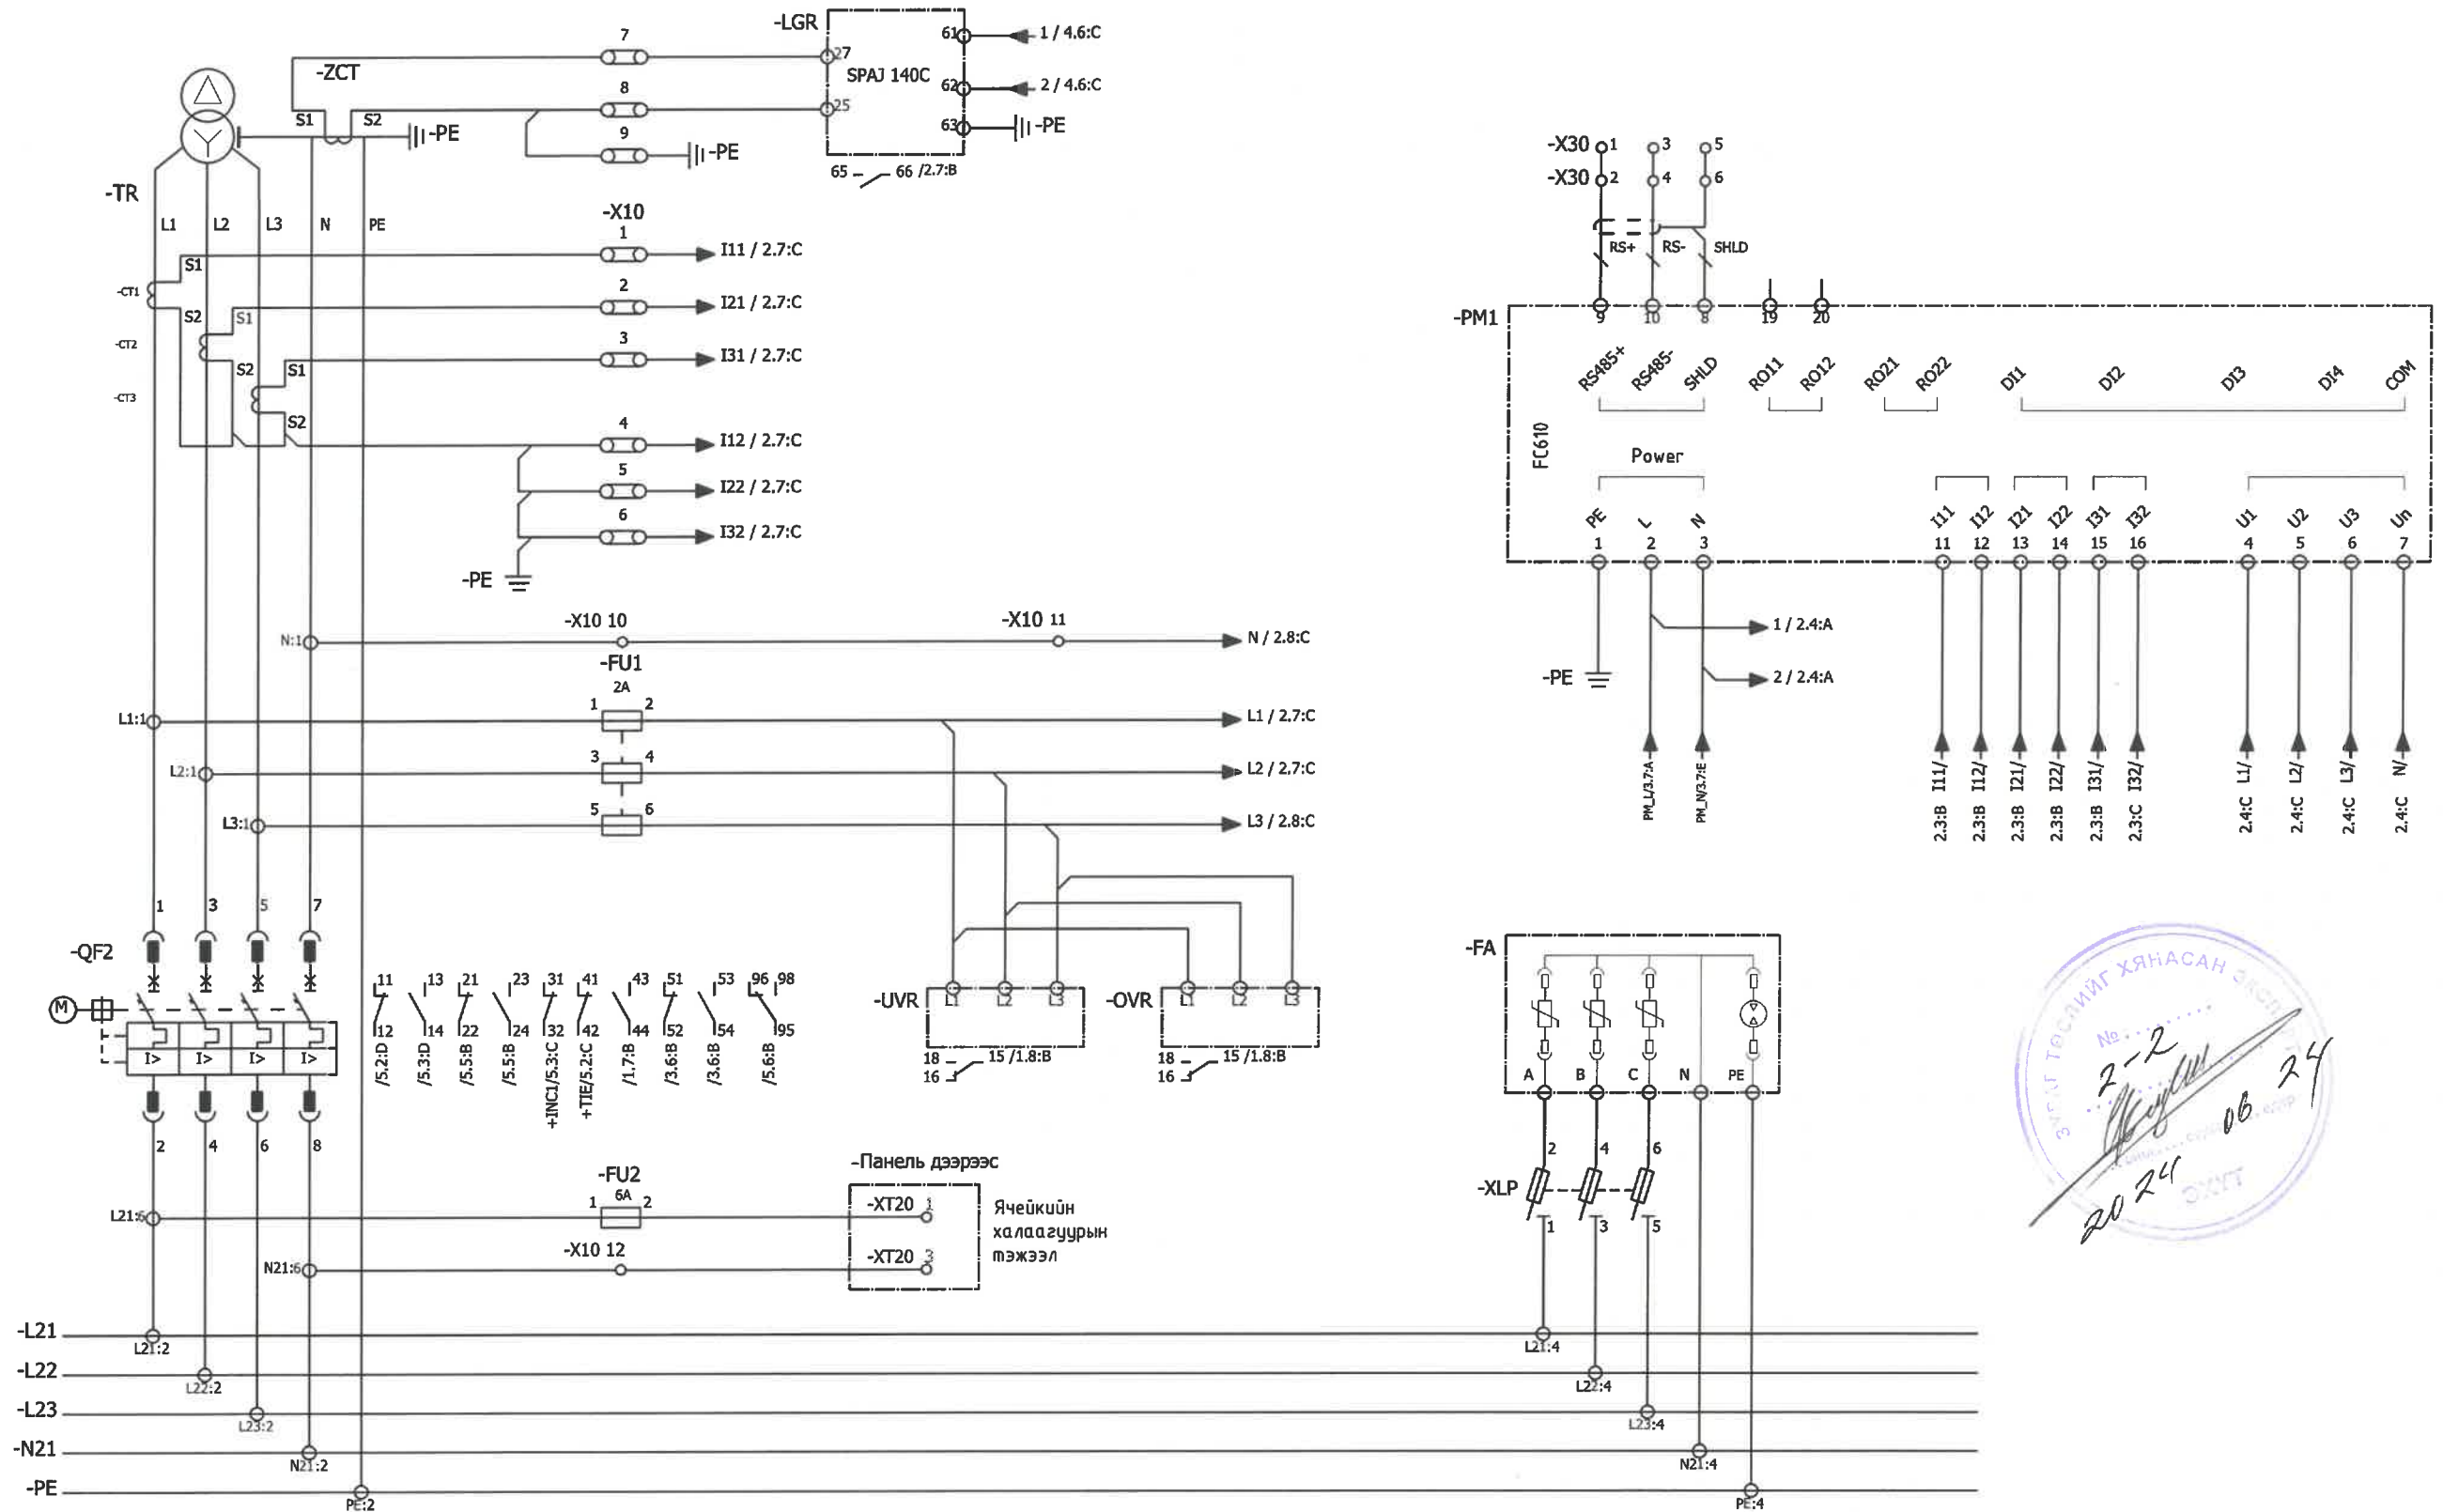 -LGR
7
-ZCT
27
61
1 / 4.6:C
SPAJ 140C
8
S1
S2
25
62
2 / 4.6:C
-PE
9
-PE
63
-PE
65
66 /2.7:B
-TR
L1
L2
L3
N
PE
-X10
1
S1
I11 / 2.7:C
-CT1
2
S2
S1
I21 / 2.7:C
-CT2
3
S2
S1
I31 / 2.7:C
-CT3
S2
4
I12 / 2.7:C
5
I22 / 2.7:C
6
I32 / 2.7:C
-PE
N:1
-X10 10
-X10 11
N / 2.8:C
-FU1
2A
L1:1
1
2
L1 / 2.7:C
L2:1
3
4
L2 / 2.7:C
L3:1
5
6
L3 / 2.8:C
1
3
5
7
-QF2
M
I>
I>
I>
I>
11
12
/5.2:D
13
14
/5.3:D
21
22
/5.5:B
23
24
/5.5:B
31
32
+INC1/5.3:C
41
42
+TIE/5.2:C
43
44
/1.7:B
51
52
/3.6:B
53
54
/3.6:B
96
98
95
/5.6:B
-UVR
L1
L2
L3
18
15 /1.8:B
16
-OVR
L1
L2
L3
18
15 /1.8:B
16
2
4
6
8
-FU2
6A
L21:6
1
2
-Панель дээрээс
-XT20 1
-XT20 3
Ячейкийн
халаагуурын
тэжээл
N21:6
-X10 12
-L21
L21:2
L21:4
-L22
L22:2
L22:4
-L23
L23:2
L23:4
-N21
N21:2
N21:4
-PE
PE:2
PE:4
-X30
1
3
5
-X30
2
4
6
RS+
RS-
SHLD
-PM1
9
10
8
19
20
RS485+
RS485-
SHLD
RO11
RO12
RO21
RO22
DI1
DI2
DI3
DI4
COM
FC610
Power
PE
L
N
I11
I12
I21
I22
I31
I32
U1
U2
U3
Un
1
2
3
11
12
13
14
15
16
4
5
6
7
1 / 2.4:A
2 / 2.4:A
-PE
PM_L/3.7:A
PM_N/3.7:E
2.3:B I11/
2.3:B I12/
2.3:B I21/
2.3:B I22/
2.3:B I31/
2.3:C I32/
2.4:C L1/
2.4:C L2/
2.4:C L3/
2.4:C N/
-FA
A
B
C
N
PE
2
4
6
-XLP
1
3
5
ЗУРАГ ТӨСЛИЙГ ХЯНАСАН
№
2-2
2024 06 24
ЭХУТ